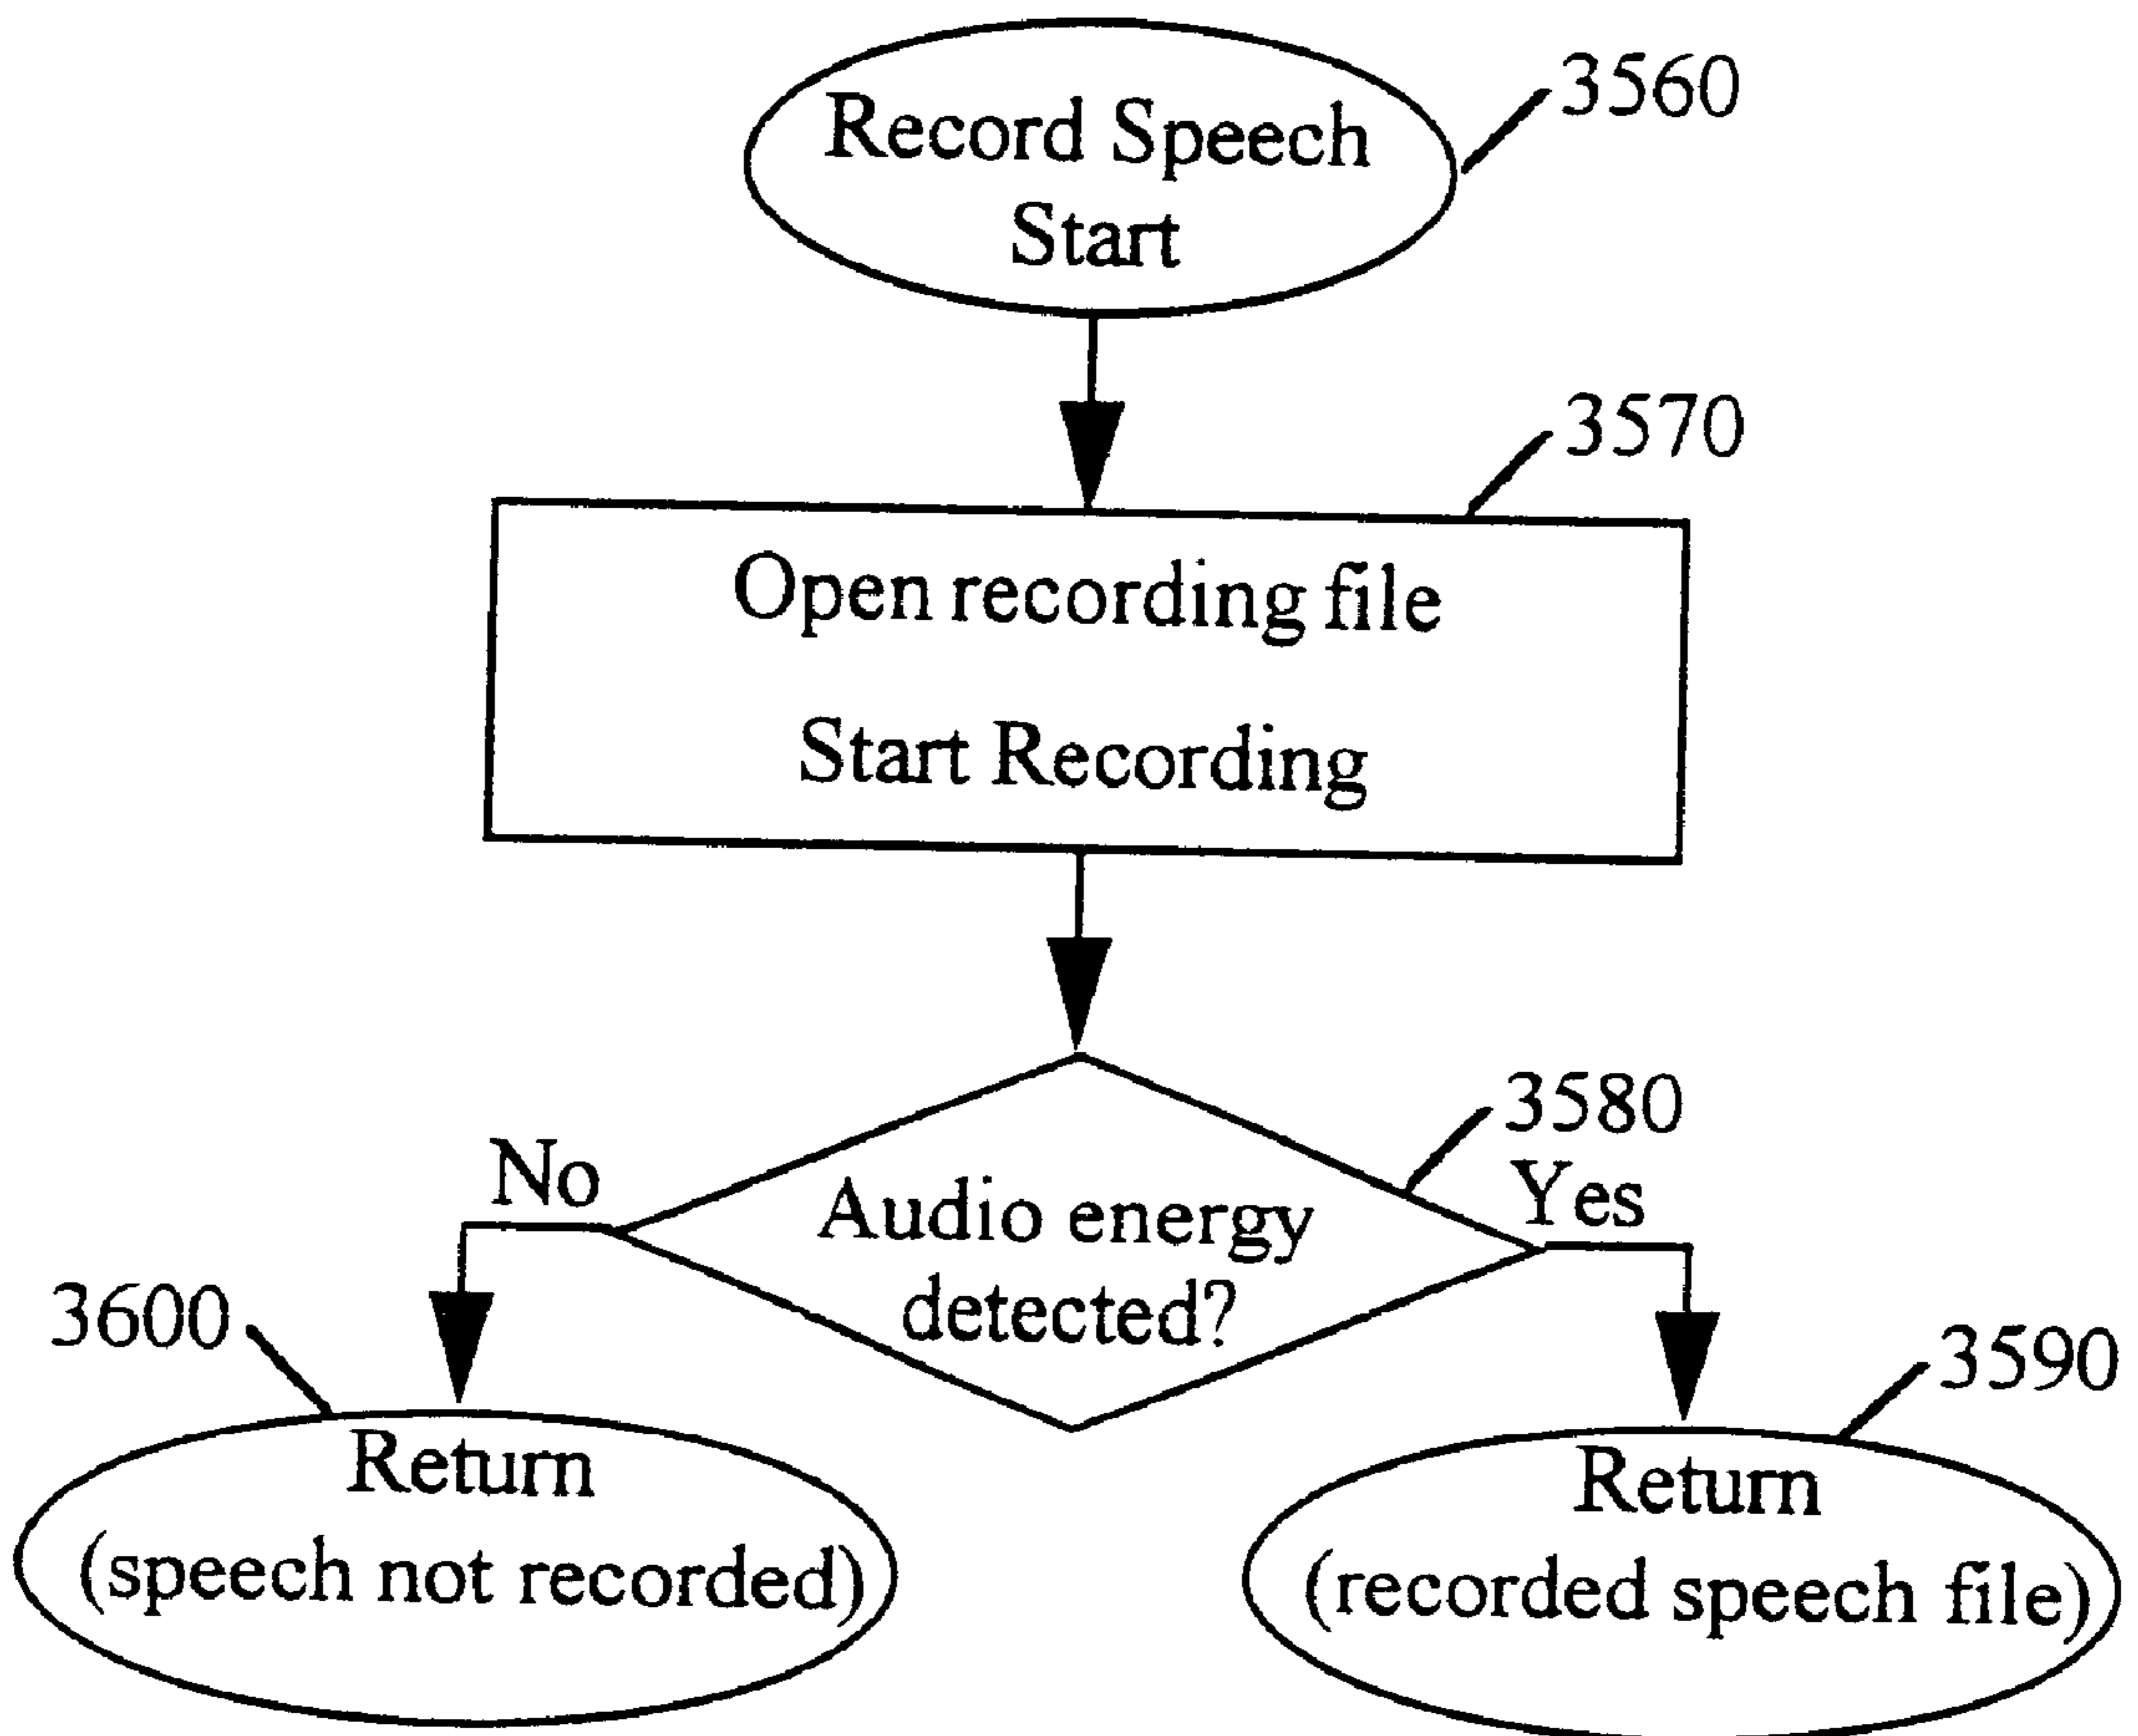 Record Speech
Start
3560
3570
Open recording file
Start Recording
3580
Audio energy
detected?
No
Yes
3600
Return
(speech not recorded)
3590
Return
(recorded speech file)